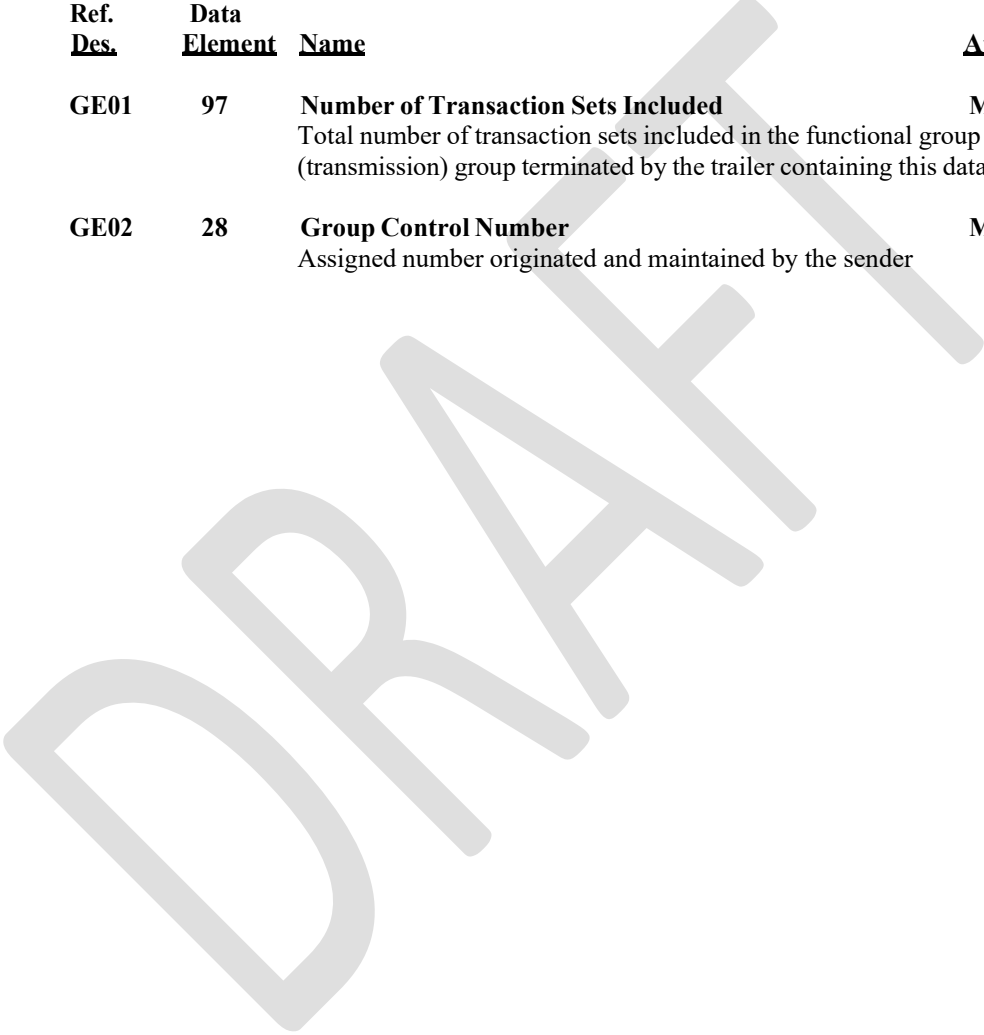 Ref. Data
Des. Element Name
GE01 97 Number of Transaction Sets Included M
Total number of transaction sets included in the functional group
(transmission) group terminated by the trailer containing this data
GE02 28 Group Control Number M
Assigned number originated and maintained by the sender
DRAFT